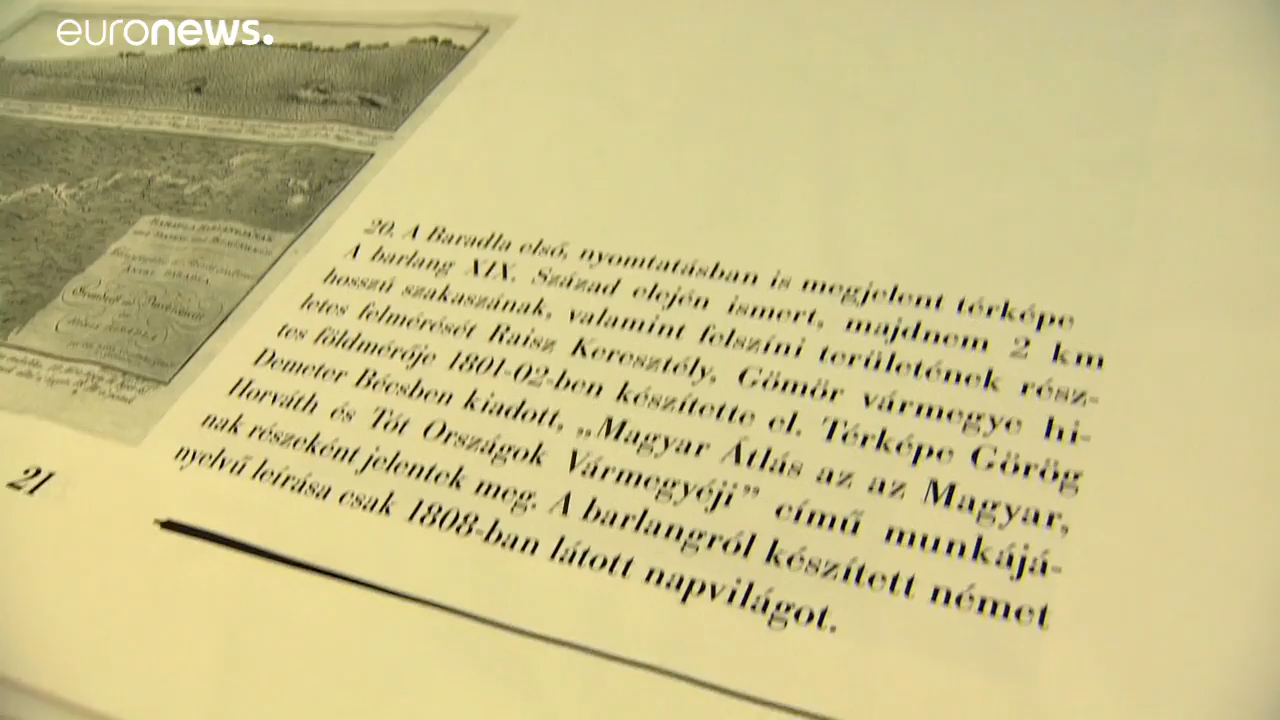 euronews.
20. A Baradla első, nyomtatásban is megjelent térképe
A barlang XIX. Század elején ismert, majdnem 2 km
hosszú szakaszának, valamint felszíni területének rész-
letes felmérését Raisz Keresztély, Gömör vármegye hi-
tes földmérője 1801-02-ben készítette el. Térképe Görög
Demeter Bécsben kiadott, „Magyar Átlás az az Magyar,
Horváth és Tót Országok Vármegyéji” című munkájá-
nak részeként jelentek meg. A barlangról készített német
nyelvű leírása csak 1808-ban látott napvilágot.
21